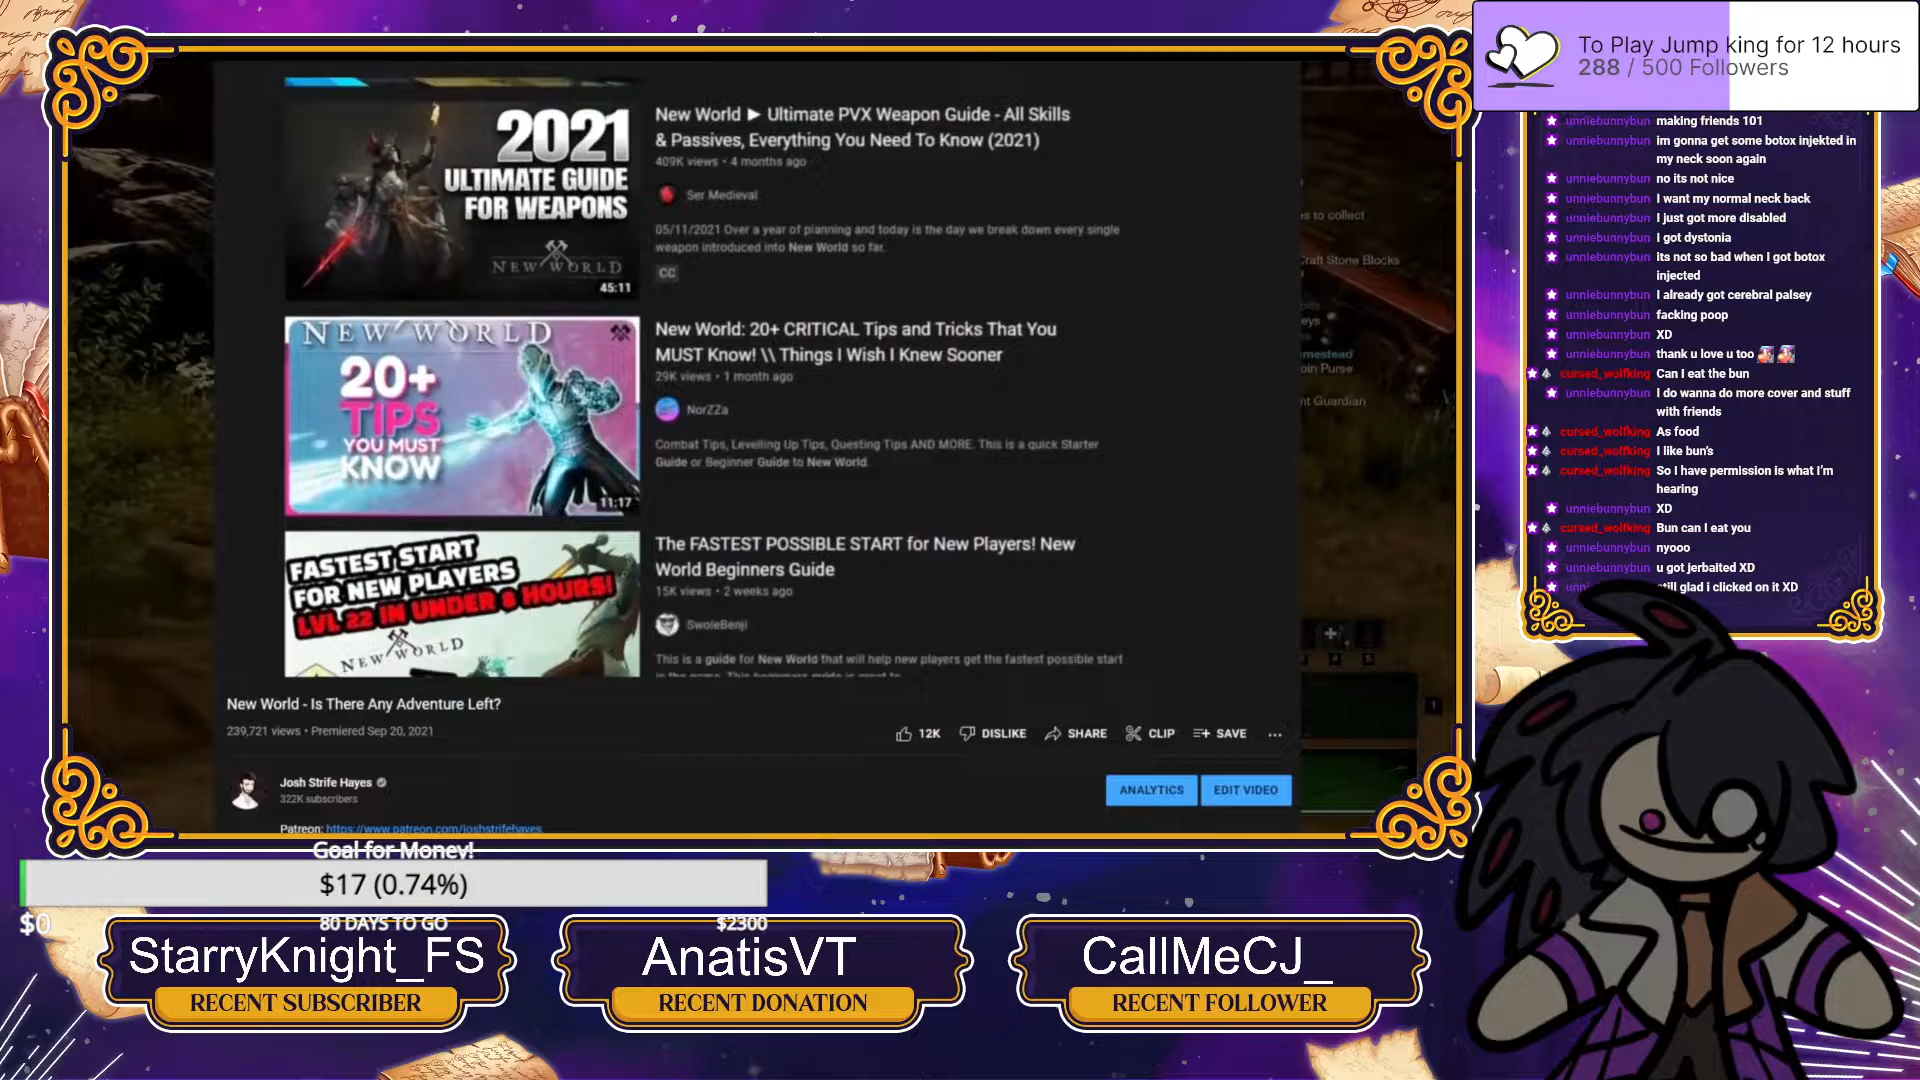 To Play Jump king for 12 hours
288 / 500 Followers
2021
ULTIMATE GUIDE
FOR WEAPONS
NEW WORLD
45:11
New World ► Ultimate PVX Weapon Guide - All Skills
& Passives, Everything You Need To Know (2021)
409K views • 4 months ago
Ser Medieval
05/11/2021 Over a year of planning and today is the day we break down every single
weapon introduced into New World so far.
CC
NEW WORLD
20+
TIPS
YOU MUST
KNOW
11:17
New World: 20+ CRITICAL Tips and Tricks That You
MUST Know! \\ Things I Wish I Knew Sooner
29K views • 1 month ago
NorZZa
Combat Tips, Levelling Up Tips, Questing Tips AND MORE. This is a quick Starter
Guide or Beginner Guide to New World.
FASTEST START
FOR NEW PLAYERS
LVL 22 IN UNDER 8 HOURS!
NEW WORLD
The FASTEST POSSIBLE START for New Players! New
World Beginners Guide
15K views • 2 weeks ago
SwoleBenji
This is a guide for New World that will help new players get the fastest possible start
es to collect
Craft Stone Blocks
oin Purse
nt Guardian
New World - Is There Any Adventure Left?
239,721 views • Premiered Sep 20, 2021
12K DISLIKE SHARE CLIP SAVE ...
Josh Strife Hayes
322K subscribers
ANALYTICS EDIT VIDEO
Patreon: https://www.patreon.com/joshstrifehayes
unniebunnybun making friends 101
unniebunnybun im gonna get some botox injekted in
my neck soon again
unniebunnybun no its not nice
unniebunnybun I want my normal neck back
unniebunnybun I just got more disabled
unniebunnybun I got dystonia
unniebunnybun Its not so bad when I got botox
injected
unniebunnybun I already got cerebral palsey
unniebunnybun facking poop
unniebunnybun XD
unniebunnybun thank u love u too
cursed_wolfking Can I eat the bun
unniebunnybun I do wanna do more cover and stuff
with friends
cursed_wolfking As food
cursed_wolfking I like bun's
cursed_wolfking So I have permission is what I'm
hearing
unniebunnybun XD
cursed_wolfking Bun can I eat you
unniebunnybun nyooo
unniebunnybun u got jerbaited XD
glad i clicked on it XD
Goal for Money!
$17 (0.74%)
$0
80 DAYS TO GO
$2300
StarryKnight_FS
RECENT SUBSCRIBER
AnatisVT
RECENT DONATION
CallMeCJ_
RECENT FOLLOWER